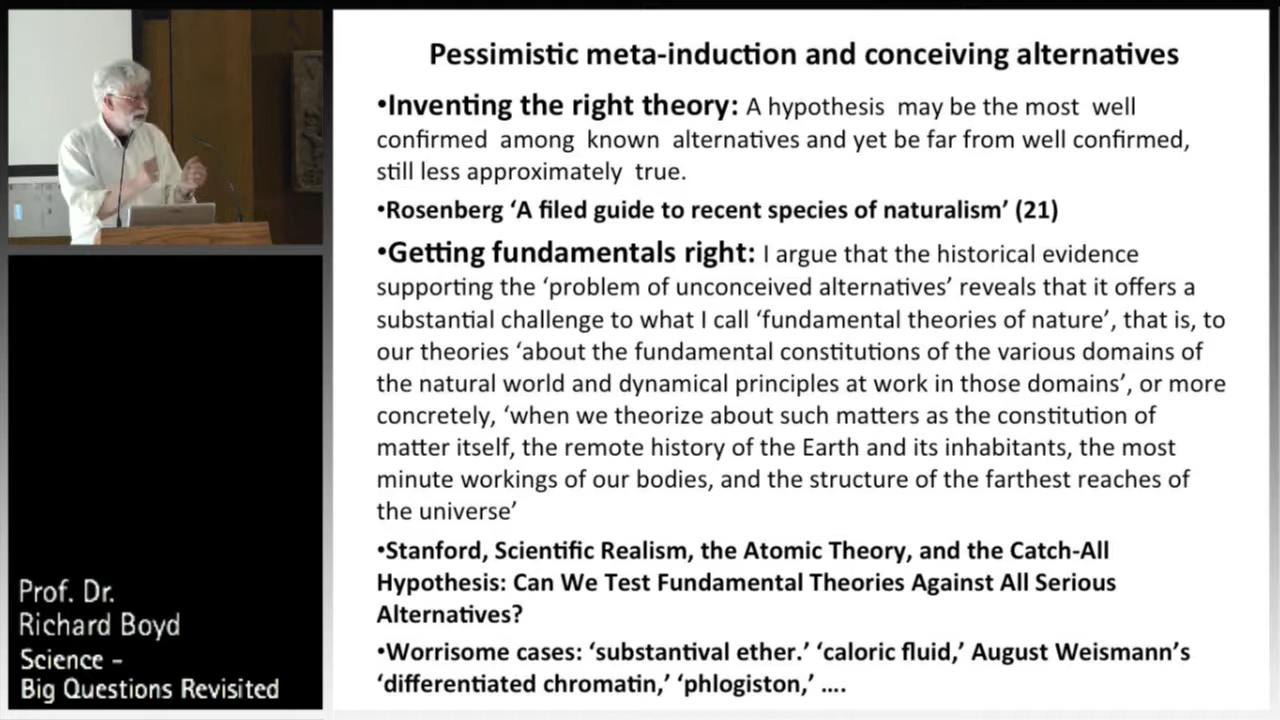 Pessimistic meta-induction and conceiving alternatives
•Inventing the right theory: A hypothesis may be the most well
confirmed among known alternatives and yet be far from well confirmed,
still less approximately true.
•Rosenberg ‘A filed guide to recent species of naturalism’ (21)
•Getting fundamentals right: I argue that the historical evidence
supporting the ‘problem of unconceived alternatives’ reveals that it offers a
substantial challenge to what I call ‘fundamental theories of nature’, that is, to
our theories ‘about the fundamental constitutions of the various domains of
the natural world and dynamical principles at work in those domains’, or more
concretely, ‘when we theorize about such matters as the constitution of
matter itself, the remote history of the Earth and its inhabitants, the most
minute workings of our bodies, and the structure of the farthest reaches of
the universe’
•Stanford, Scientific Realism, the Atomic Theory, and the Catch-All
Hypothesis: Can We Test Fundamental Theories Against All Serious
Alternatives?
•Worrisome cases: ‘substantival ether.’ ‘caloric fluid,’ August Weismann’s
‘differentiated chromatin,’ ‘phlogiston,’ ....
Prof. Dr.
Richard Boyd
Science –
Big Questions Revisited